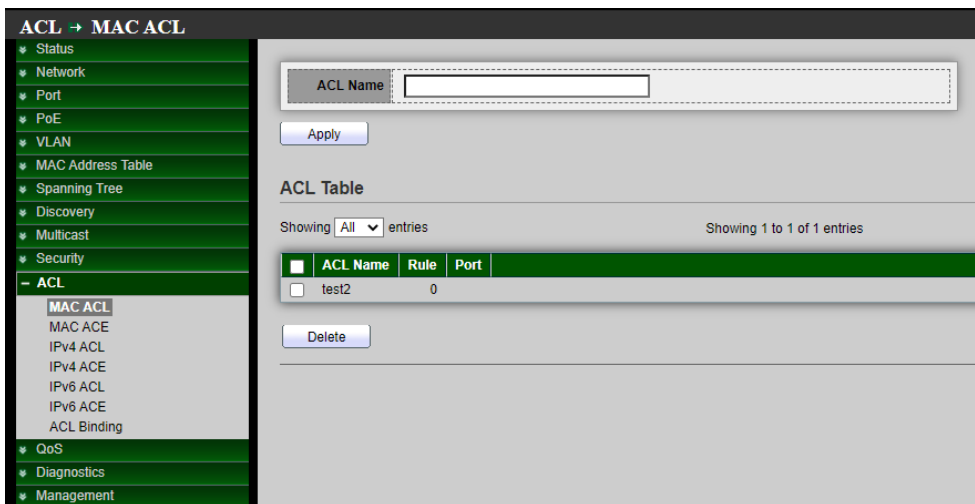 ACL → MAC ACL
Status
Network
Port
PoE
VLAN
MAC Address Table
Spanning Tree
Discovery
Multicast
Security
ACL
MAC ACL
MAC ACE
IPv4 ACL
IPv4 ACE
IPv6 ACL
IPv6 ACE
ACL Binding
QoS
Diagnostics
Management
ACL Name
Apply
ACL Table
Showing All entries
Showing 1 to 1 of 1 entries
ACL Name Rule Port
test2 0
Delete